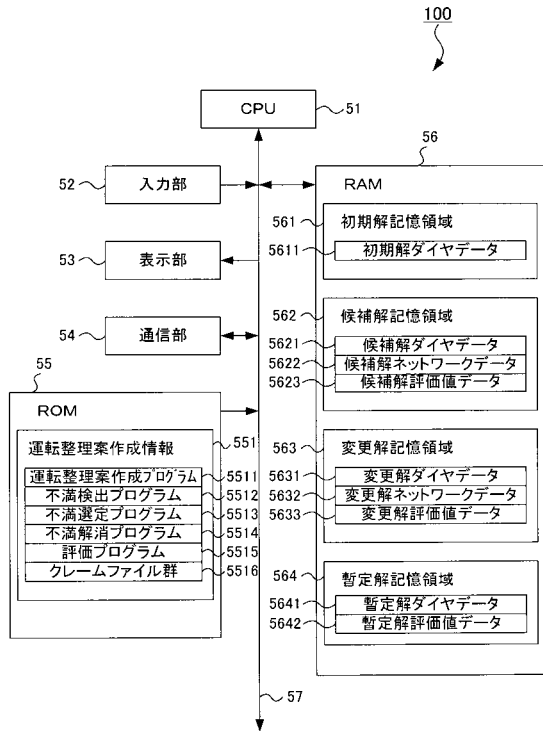 100
CPU
51
56
52
入力部
RAM
561
初期解記憶領域
5611
初期解ダイヤデータ
53
表示部
562
候補解記憶領域
54
通信部
5621
候補解ダイヤデータ
5622
候補解ネットワークデータ
5623
候補解評価値データ
55
ROM
551
運転整理案作成情報
運転整理案作成プログラム
5511
不満検出プログラム
5512
不満選定プログラム
5513
不満解消プログラム
5514
評価プログラム
5515
クレームファイル群
5516
563
変更解記憶領域
5631
変更解ダイヤデータ
5632
変更解ネットワークデータ
5633
変更解評価値データ
564
暫定解記憶領域
5641
暫定解ダイヤデータ
5642
暫定解評価値データ
57